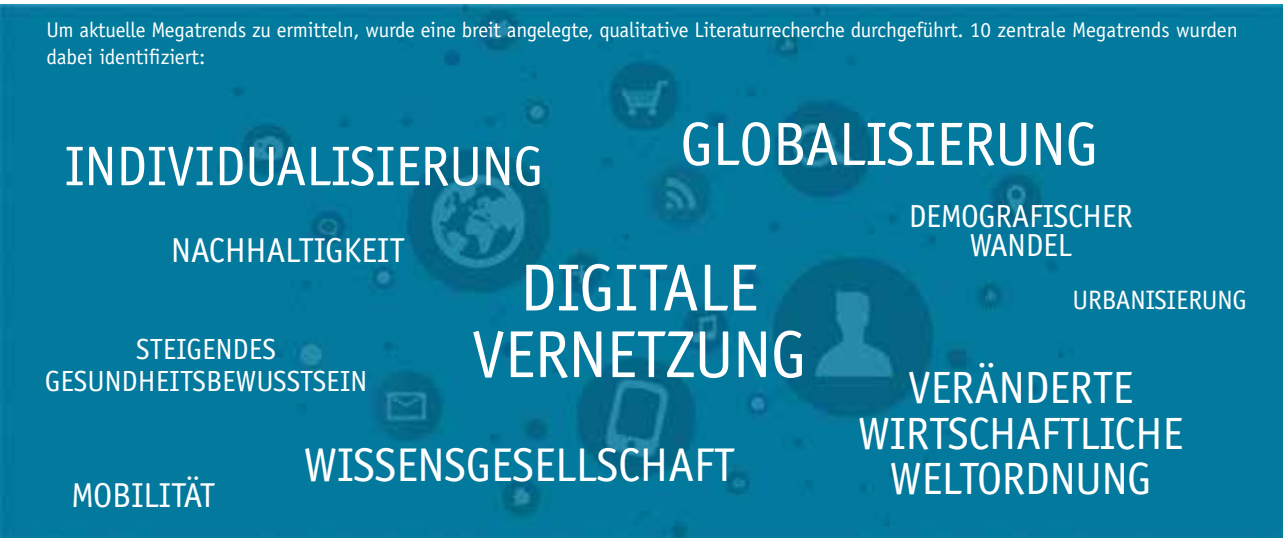 Um aktuelle Megatrends zu ermitteln, wurde eine breit angelegte, qualitative Literaturrecherche durchgeführt. 10 zentrale Megatrends wurden
dabei identifiziert:
INDIVIDUALISIERUNG
GLOBALISIERUNG
NACHHALTIGKEIT
DEMOGRAFISCHER
WANDEL
DIGITALE
VERNETZUNG
URBANISIERUNG
STEIGENDES
GESUNDHEITSBEWUSSTSEIN
VERÄNDERTE
WIRTSCHAFTLICHE
WELTORDNUNG
WISSENSGESELLSCHAFT
MOBILITÄT